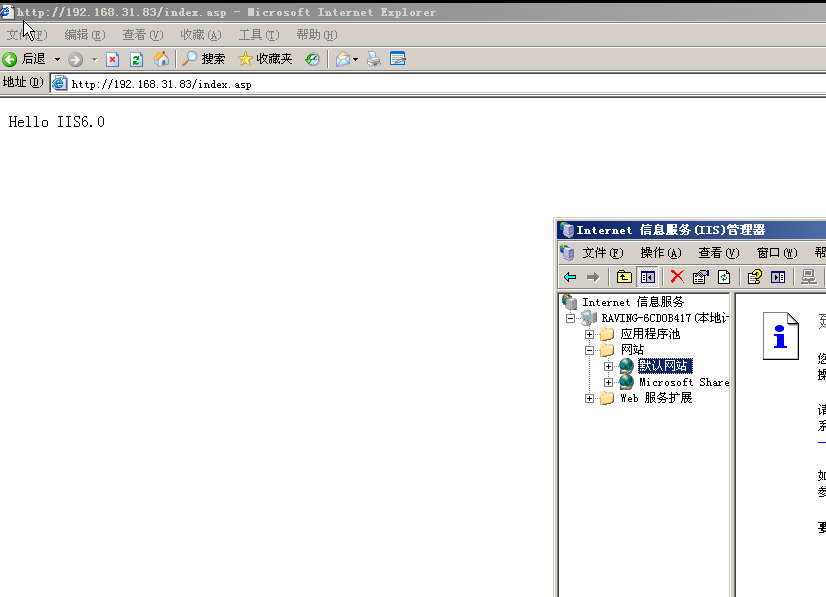 http://192.168.31.83/index.asp - Microsoft Internet Explorer
文件(F) 编辑(E) 查看(V) 收藏(A) 工具(T) 帮助(H)
后退 搜索 收藏夹
地址(D) http://192.168.31.83/index.asp
Hello IIS6.0
Internet 信息服务(IIS)管理器
文件(F) 操作(A) 查看(V) 窗口(W) 帮
Internet 信息服务
RAVING-6CDOB417(本地计
应用程序池
网站
默认网站
Microsoft Share
Web 服务扩展
您
操
请
系
如
参
要